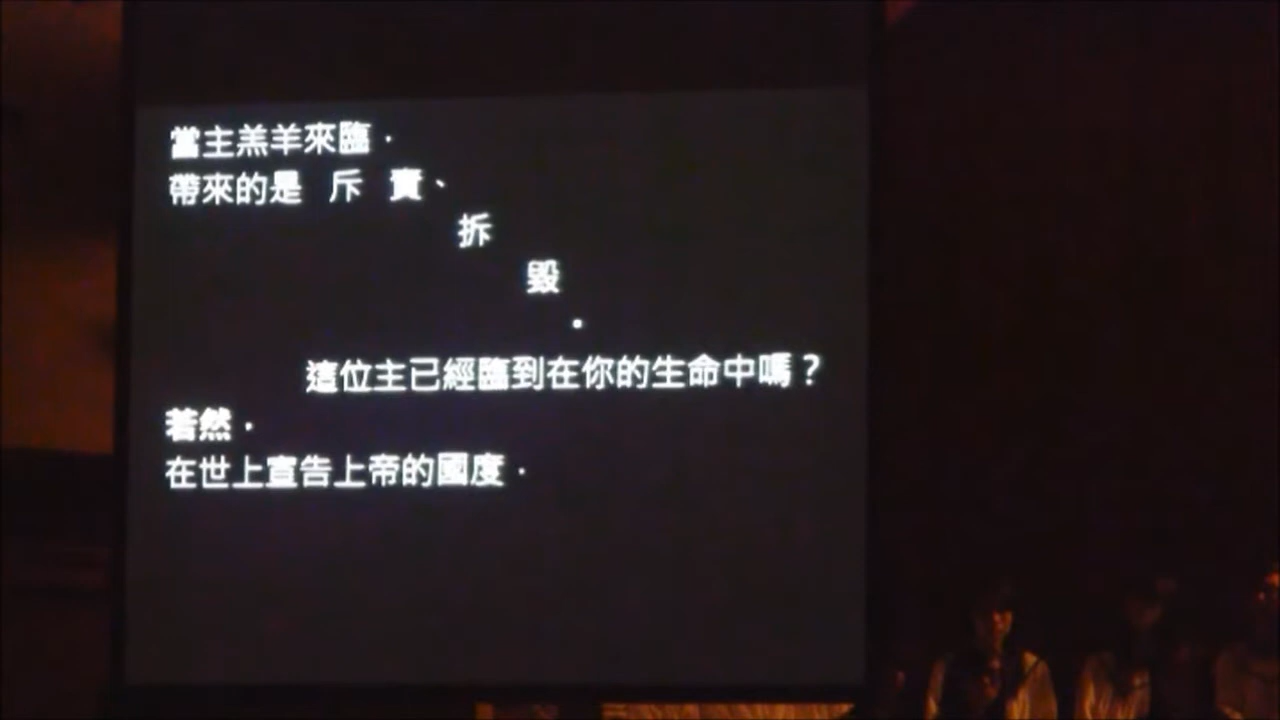 當主羔羊來臨．
帶來的是 斥 責、
拆
毀
。
這位主已經臨到在你的生命中嗎？
若然．
在世上宣告上帝的國度．